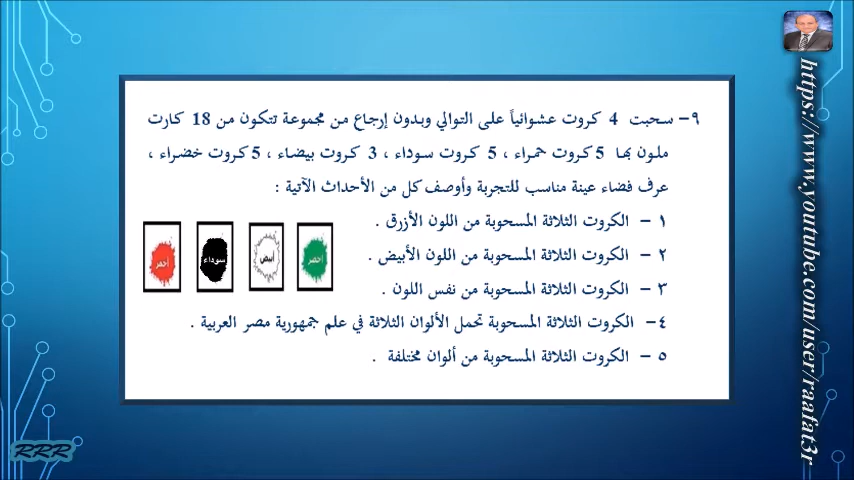 ٩- سحبت 4 كروت عشوائياً على التوالي وبدون إرجاع من مجموعة تتكون من 18 كارت
ملون بها 5 كروت حمراء ، 5 كروت سوداء ، 3 كروت بيضاء ، 5 كروت خضراء ،
عرف فضاء عينة مناسب للتجربة وأوصف كل من الأحداث الآتية :
١ - الكروت الثلاثة المسحوبة من اللون الأزرق .
٢ - الكروت الثلاثة المسحوبة من اللون الأبيض .
٣ - الكروت الثلاثة المسحوبة من نفس اللون .
٤- الكروت الثلاثة المسحوبة تحمل الألوان الثلاثة في علم جمهورية مصر العربية .
٥ - الكروت الثلاثة المسحوبة من ألوان مختلفة .
أخضر
أبيض
سوداء
أحمر
https://www.youtube.com/user/raafat3r
RRR